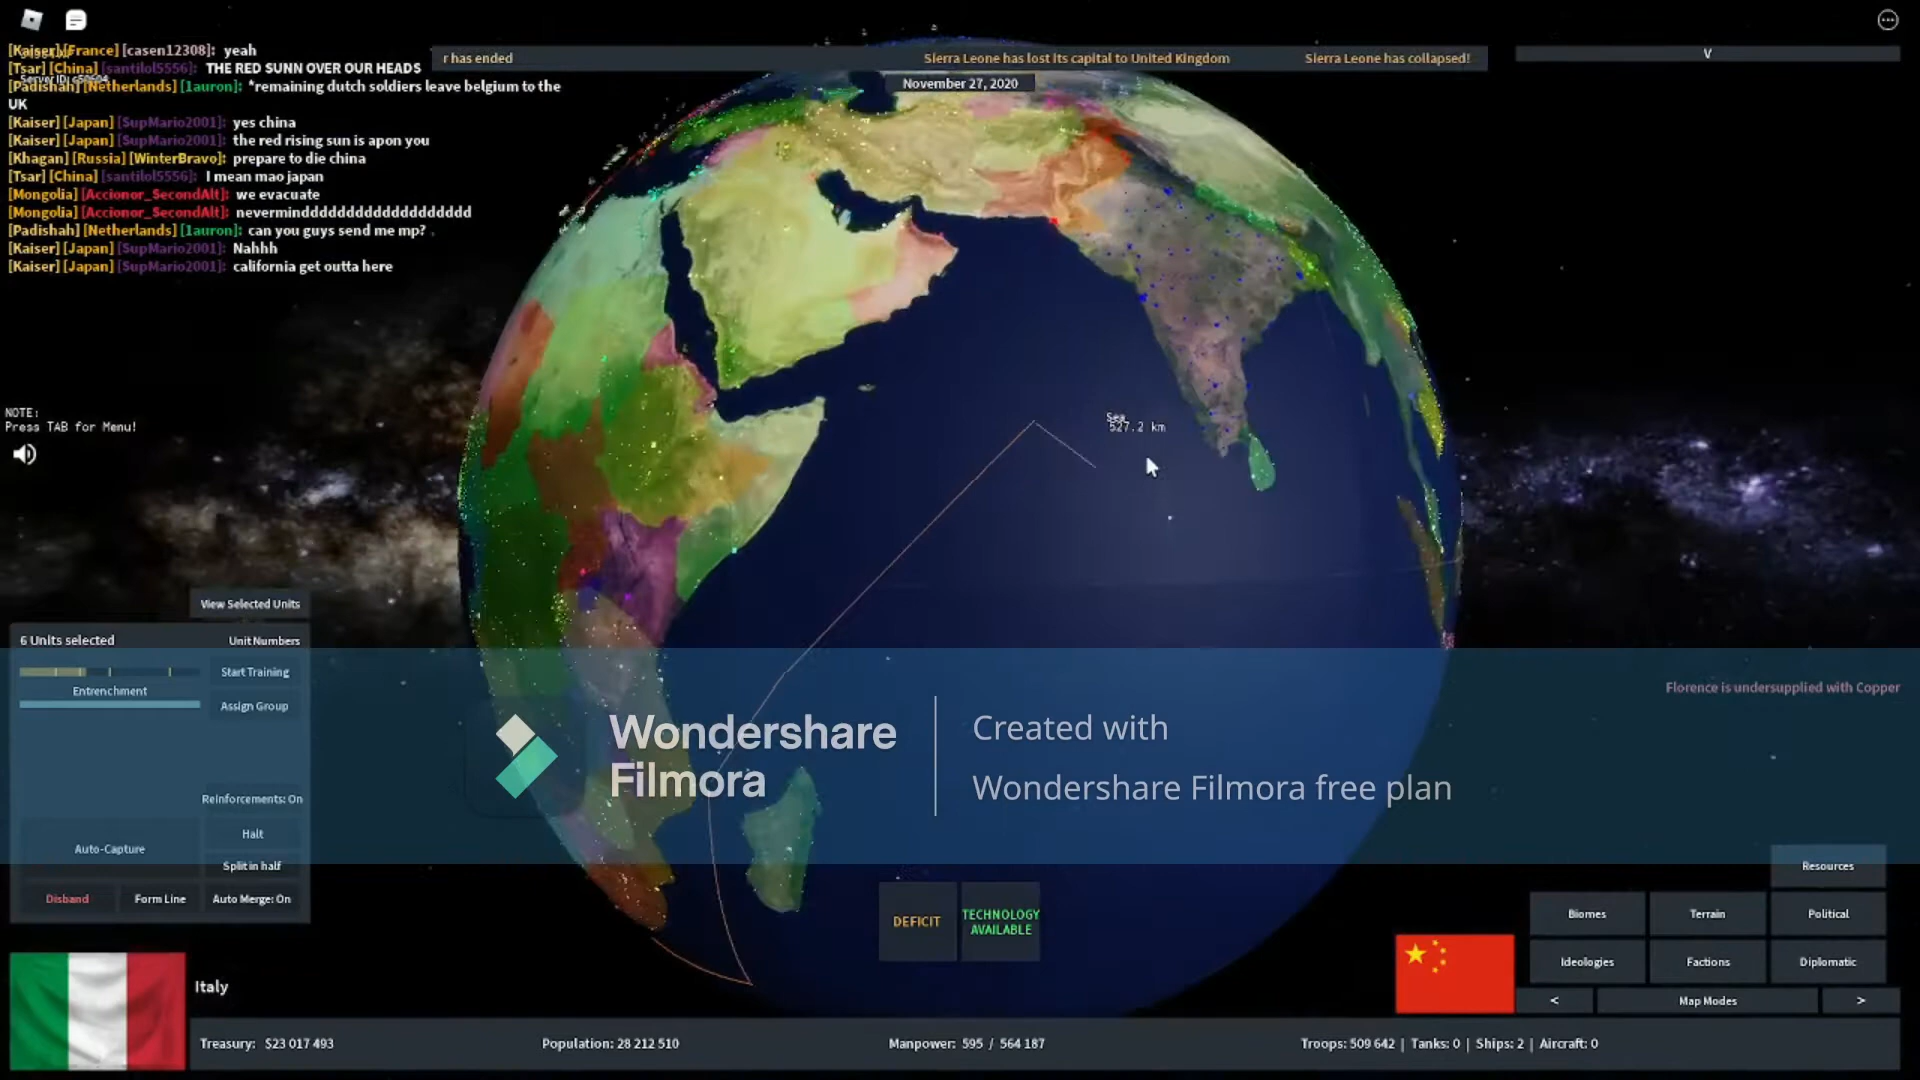 [Kaiser][France] [casen12308]: yeah
[Tsar] [China] [santilol5556]: THE RED SUNN OVER OUR HEADS
[Padishah] [Netherlands] [1auron]: *remaining dutch soldiers leave belgium to the
UK
[Kaiser] [Japan] [SupMario2001]: yes china
[Kaiser] [Japan] [SupMario2001]: the red rising sun is apon you
[Khagan] [Russia] [WinterBravo]: prepare to die china
[Tsar] [China] [santilol5556]: I mean mao japan
[Mongolia] [Accionor_SecondAlt]: we evacuate
[Mongolia] [Accionor_SecondAlt]: neverminddddddddddddddddddd
[Padishah] [Netherlands] [1auron]: can you guys send me mp?
[Kaiser] [Japan] [SupMario2001]: Nahhh
[Kaiser] [Japan] [SupMario2001]: california get outta here
r has ended
Sierra Leone has lost its capital to United Kingdom
Sierra Leone has collapsed!
V
November 27, 2020
NOTE:
Press TAB for Menu!
Sea
527.2 km
View Selected Units
6 Units selected
Unit Numbers
Start Training
Entrenchment
Assign Group
Reinforcements: On
Halt
Auto-Capture
Split in half
Disband
Form Line
Auto Merge: On
Florence is undersupplied with Copper
Wondershare
Filmora
Created with
Wondershare Filmora free plan
DEFICIT
TECHNOLOGY
AVAILABLE
Resources
Biomes
Terrain
Political
Ideologies
Factions
Diplomatic
<
Map Modes
>
Italy
Treasury: $23 017 493
Population: 28 212 510
Manpower: 595 / 564 187
Troops: 509 642 | Tanks: 0 | Ships: 2 | Aircraft: 0